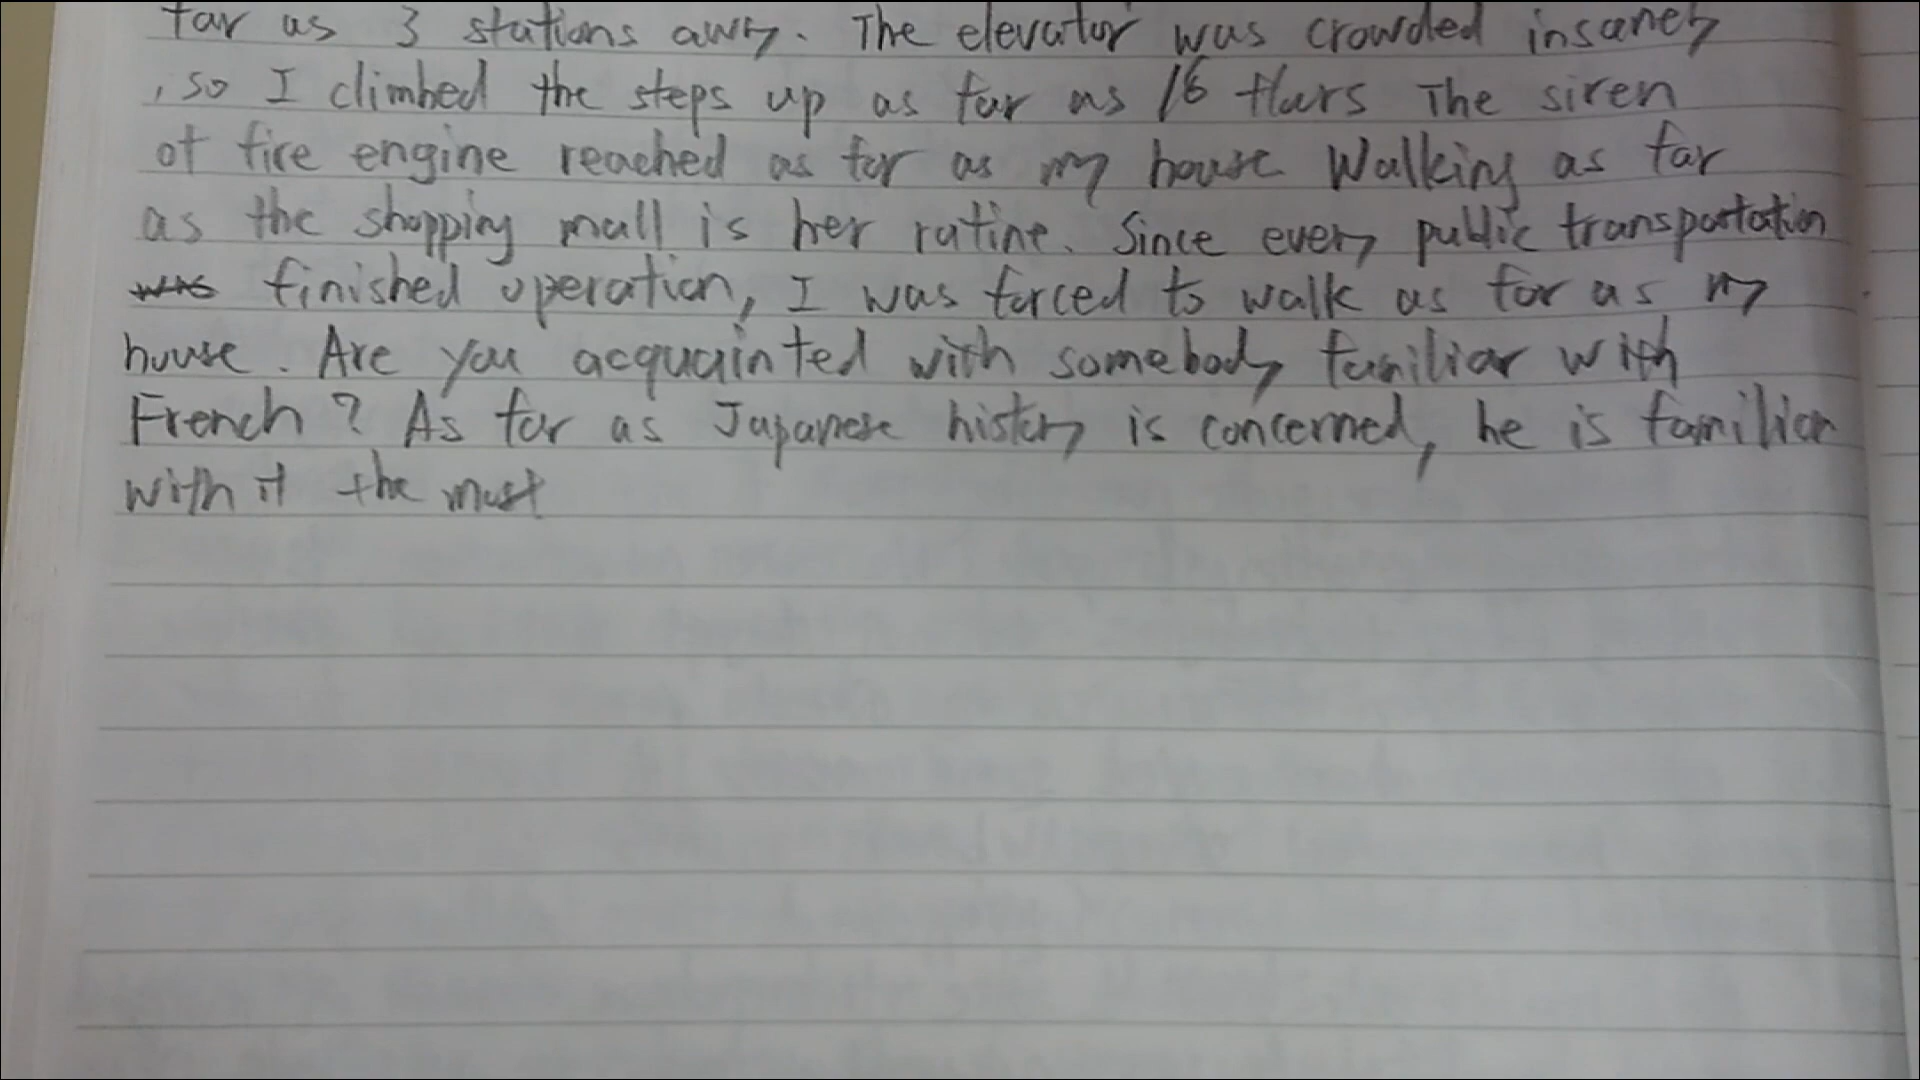 far as 3 stations away. The elevator was crowded insanely
, so I climbed the steps up as far as 16 floors The siren
of fire engine reached as far as my house Walking as far
as the shopping mall is her ratine. Since every public transportation
finished operation, I was forced to walk as far as my
house. Are you acquainted with somebody familiar with
French? As far as Japanese history is concerned, he is familiar
with it the most